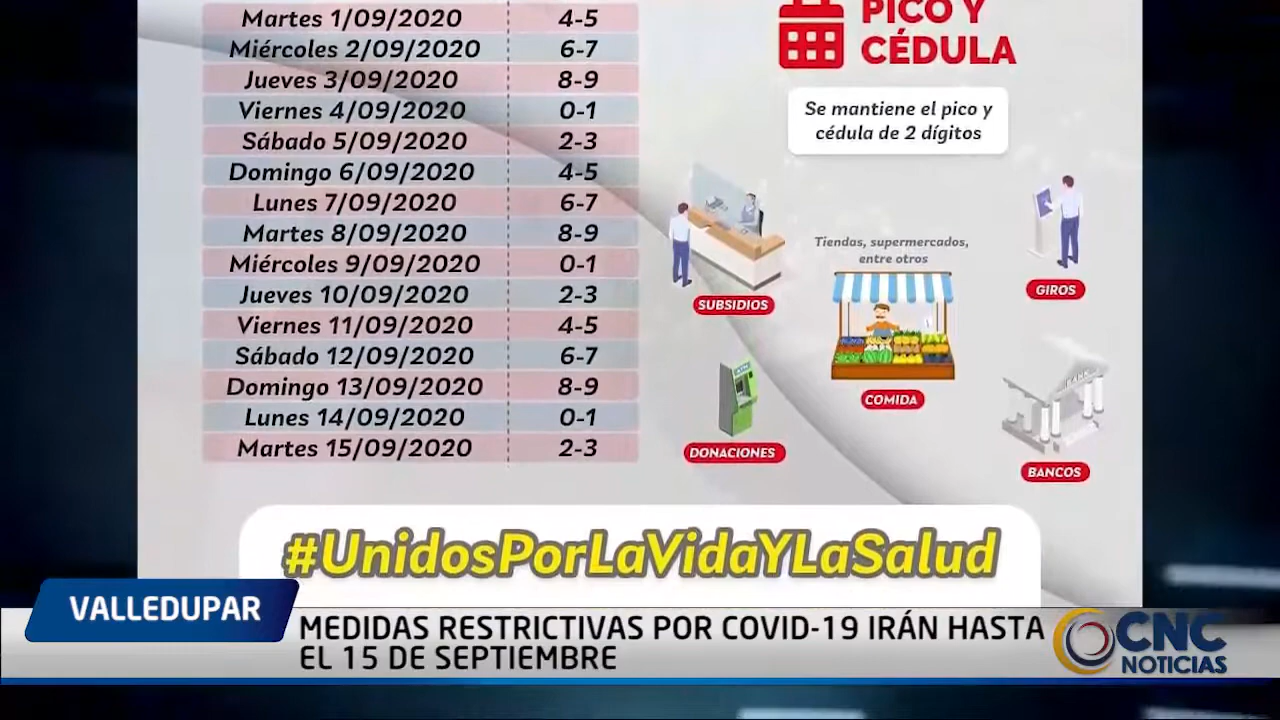 Martes 1/09/2020 4-5
Miércoles 2/09/2020 6-7
Jueves 3/09/2020 8-9
Viernes 4/09/2020 0-1
Sábado 5/09/2020 2-3
Domingo 6/09/2020 4-5
Lunes 7/09/2020 6-7
Martes 8/09/2020 8-9
Miércoles 9/09/2020 0-1
Jueves 10/09/2020 2-3
Viernes 11/09/2020 4-5
Sábado 12/09/2020 6-7
Domingo 13/09/2020 8-9
Lunes 14/09/2020 0-1
Martes 15/09/2020 2-3
PICO Y
CÉDULA
Se mantiene el pico y
cédula de 2 dígitos
SUBSIDIOS
Tiendas, supermercados,
entre otros
COMIDA
GIROS
DONACIONES
BANK
BANCOS
#UnidosPorLaVidaYLaSalud
VALLEDUPAR
MEDIDAS RESTRICTIVAS POR COVID-19 IRÁN HASTA
EL 15 DE SEPTIEMBRE
CNC
NOTICIAS